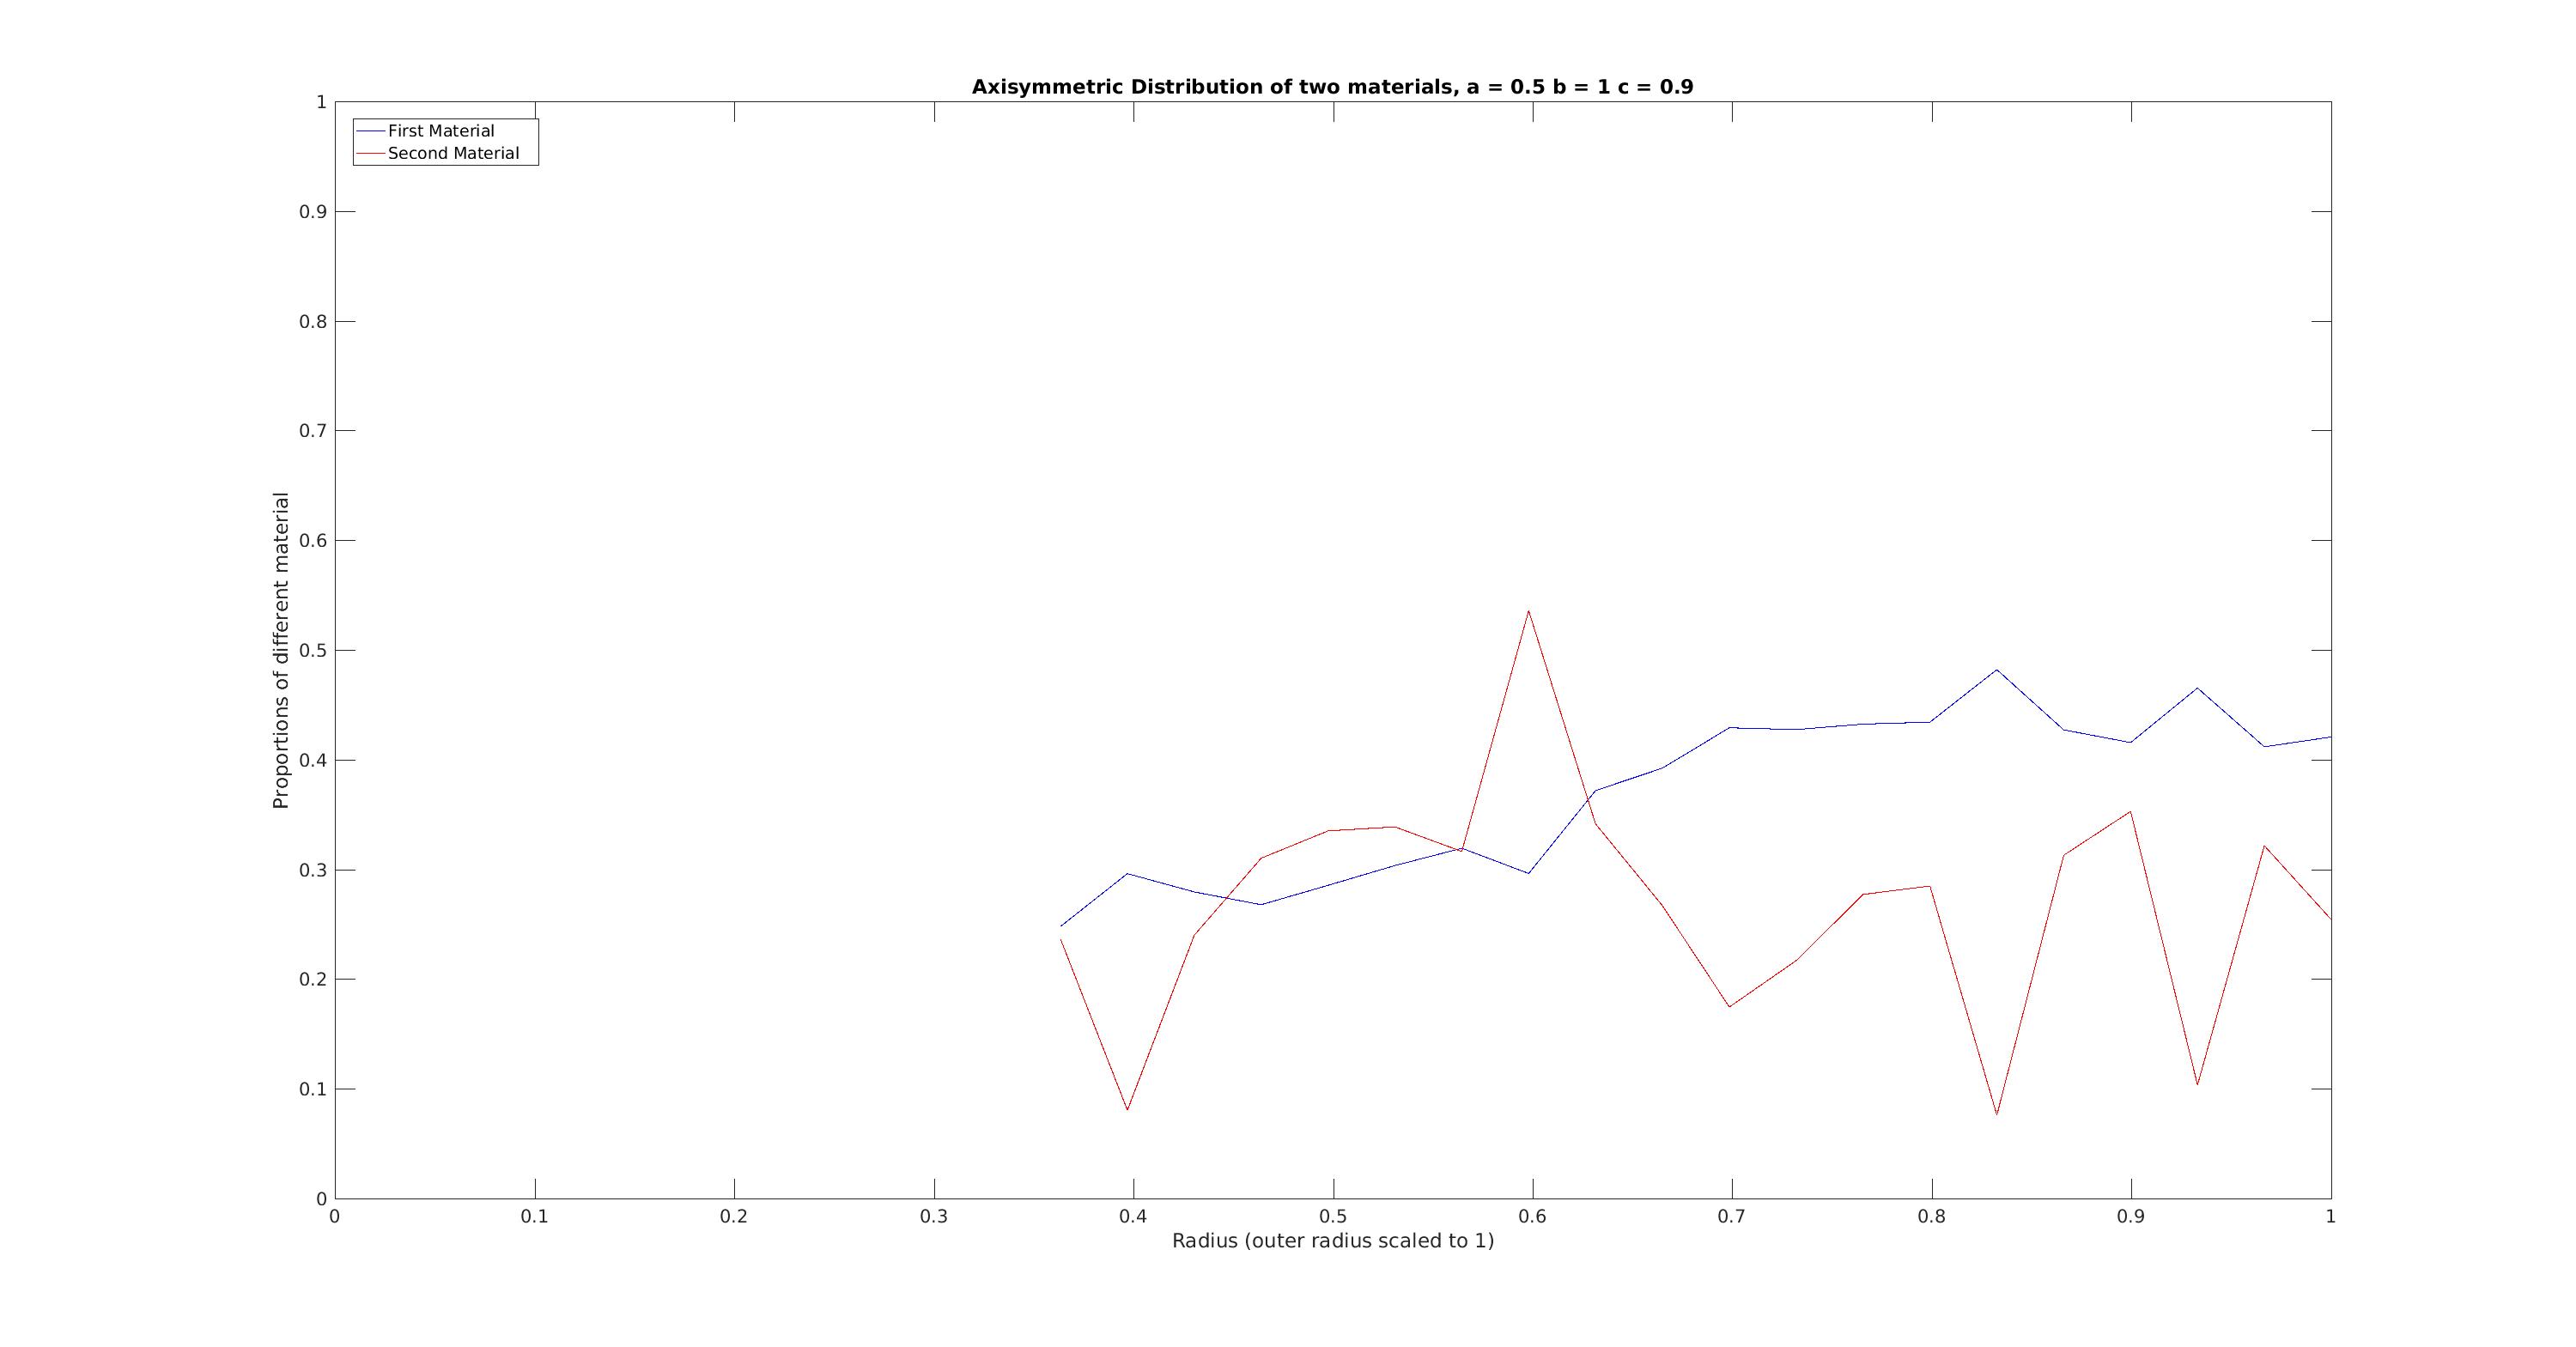 Axisymmetric Distribution of two materials, a = 0.5 b = 1 c = 0.9
First Material
Second Material
1
0.9
0.8
0.7
0.6
0.5
0.4
0.3
0.2
0.1
0
Proportions of different material
0 0.1 0.2 0.3 0.4 0.5 0.6 0.7 0.8 0.9 1
Radius (outer radius scaled to 1)